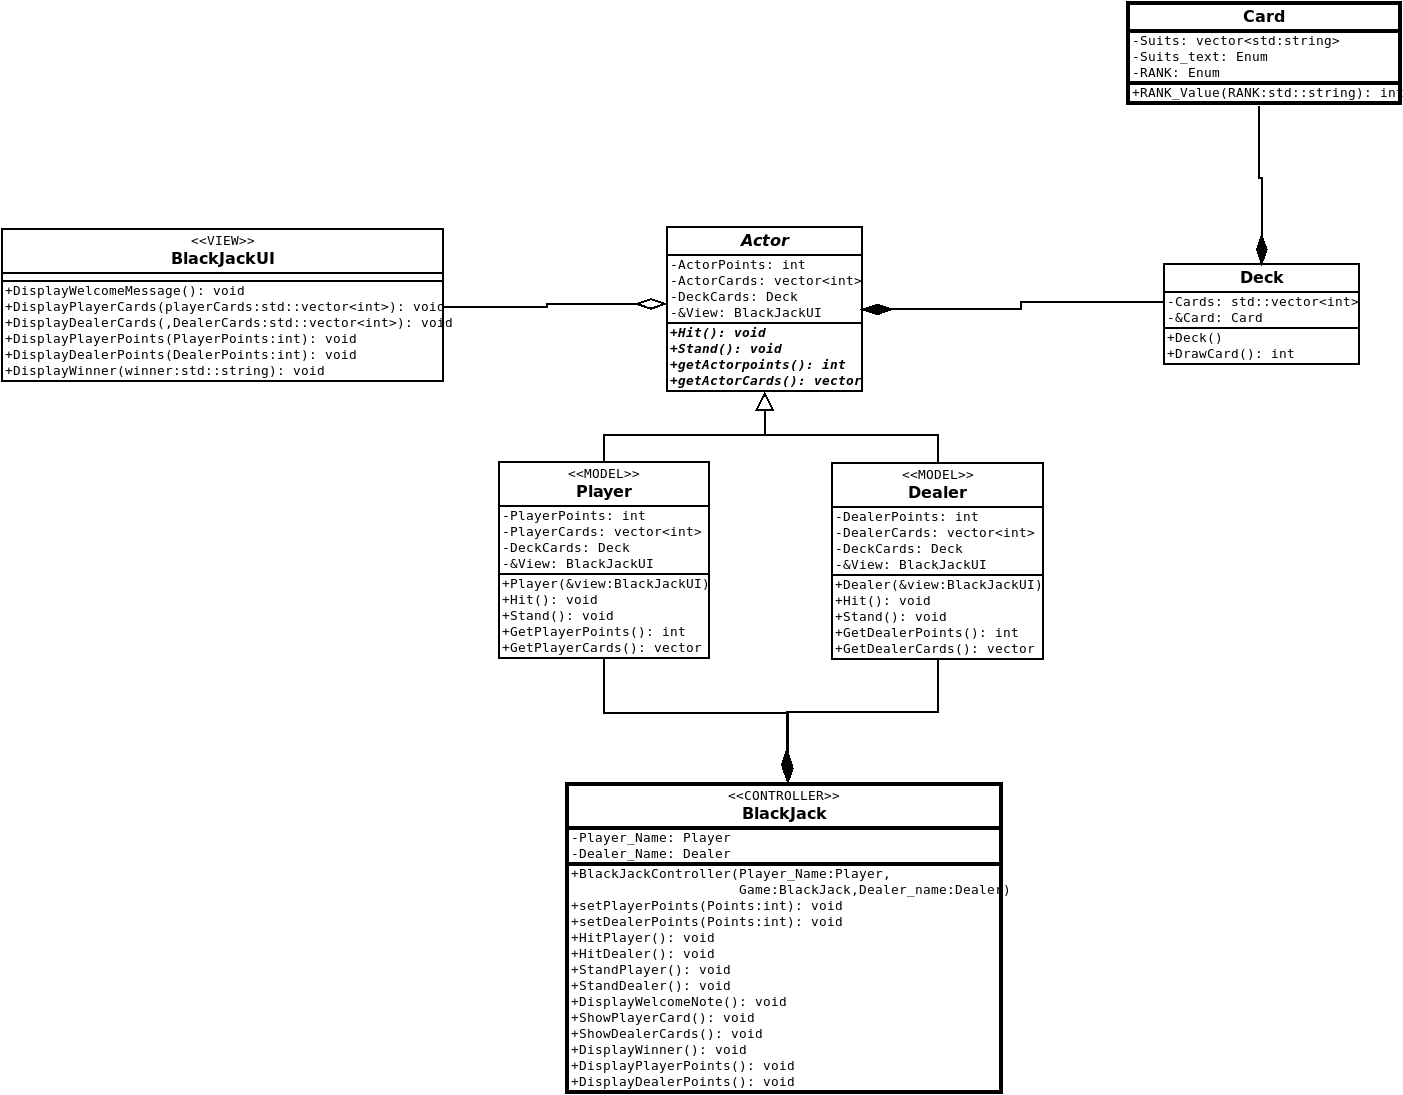 Card
-Suits: vector<std:string>
-Suits_text: Enum
-RANK: Enum
+RANK_Value(RANK:std::string): int
<<VIEW>>
BlackJackUI
+DisplayWelcomeMessage(): void
+DisplayPlayerCards(playerCards:std::vector<int>): void
+DisplayDealerCards(,DealerCards:std::vector<int>): void
+DisplayPlayerPoints(PlayerPoints:int): void
+DisplayDealerPoints(DealerPoints:int): void
+DisplayWinner(winner:std::string): void
Actor
-ActorPoints: int
-ActorCards: vector<int>
-DeckCards: Deck
-&View: BlackJackUI
+Hit(): void
+Stand(): void
+getActorpoints(): int
+getActorCards(): vector
Deck
-Cards: std::vector<int>
-&Card: Card
+Deck()
+DrawCard(): int
<<MODEL>>
Player
-PlayerPoints: int
-PlayerCards: vector<int>
-DeckCards: Deck
-&View: BlackJackUI
+Player(&view:BlackJackUI)
+Hit(): void
+Stand(): void
+GetPlayerPoints(): int
+GetPlayerCards(): vector
<<MODEL>>
Dealer
-DealerPoints: int
-DealerCards: vector<int>
-DeckCards: Deck
-&View: BlackJackUI
+Dealer(&view:BlackJackUI)
+Hit(): void
+Stand(): void
+GetDealerPoints(): int
+GetDealerCards(): vector
<<CONTROLLER>>
BlackJack
-Player_Name: Player
-Dealer_Name: Dealer
+BlackJackController(Player_Name:Player,
Game:BlackJack,Dealer_name:Dealer)
+setPlayerPoints(Points:int): void
+setDealerPoints(Points:int): void
+HitPlayer(): void
+HitDealer(): void
+StandPlayer(): void
+StandDealer(): void
+DisplayWelcomeNote(): void
+ShowPlayerCard(): void
+ShowDealerCards(): void
+DisplayWinner(): void
+DisplayPlayerPoints(): void
+DisplayDealerPoints(): void